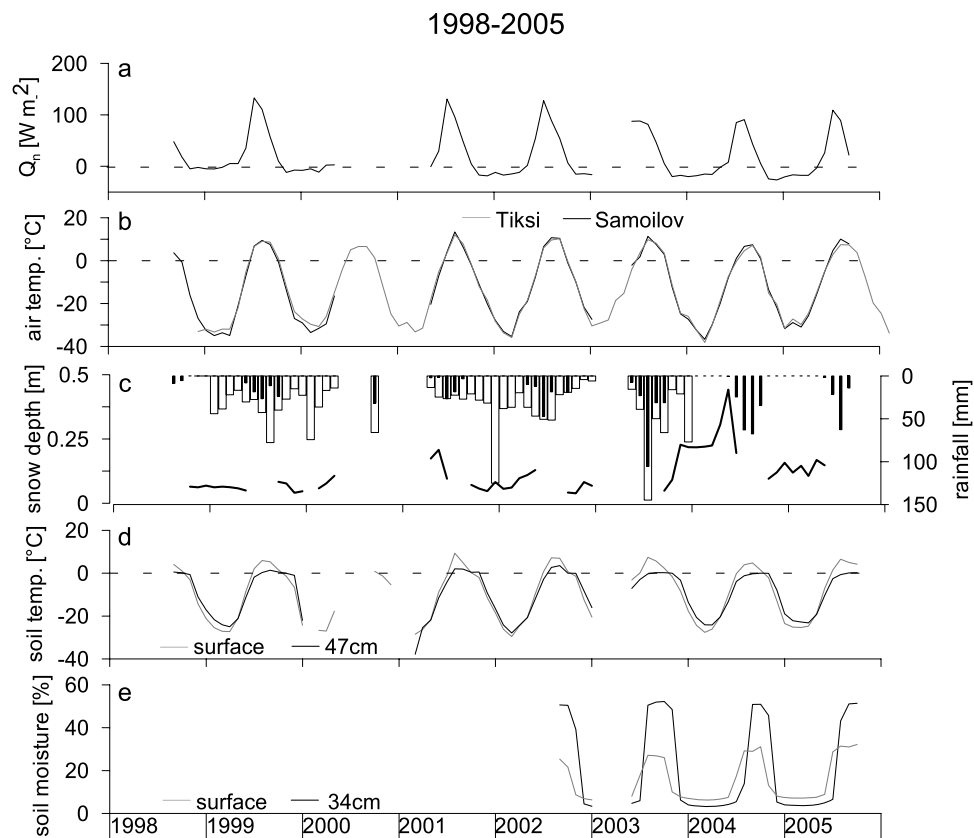 1998-2005
a
200
100
0
Qn [W m-2]
b
Tiksi
Samoilov
20
0
-20
-40
air temp. [°C]
c
0.5
0.25
0
snow depth [m]
0
50
100
150
rainfall [mm]
d
20
0
-20
-40
soil temp. [°C]
surface
47cm
e
60
40
20
0
soil moisture [%]
surface
34cm
1998 1999 2000 2001 2002 2003 2004 2005